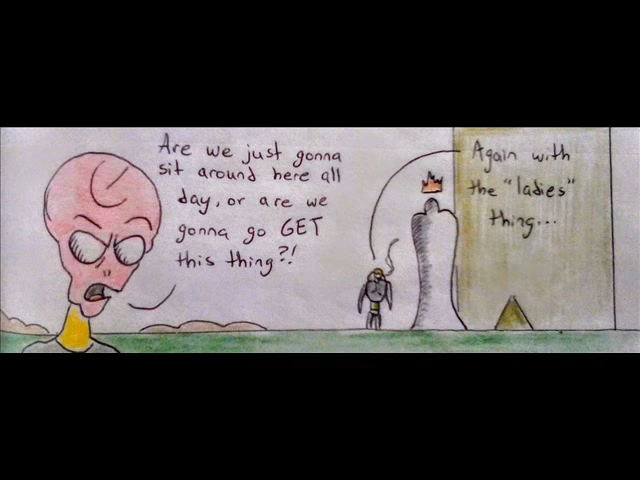 Are we just gonna
sit around here all
day, or are we
gonna go GET
this thing?!
Again with
the "ladies"
thing...